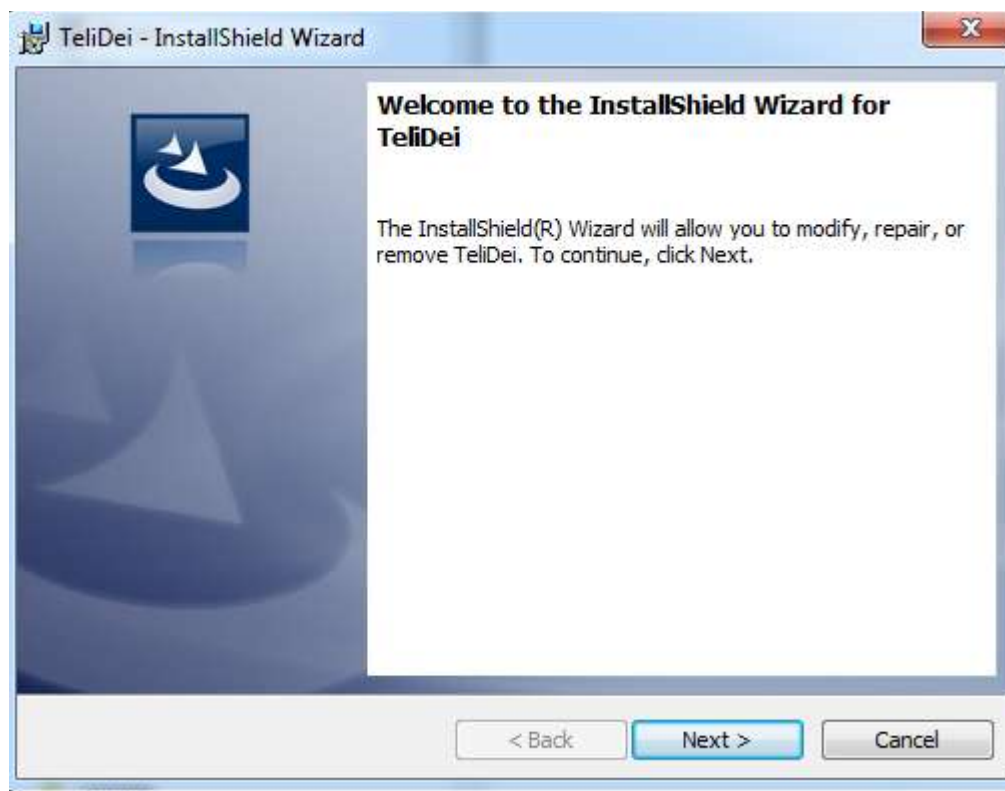 TeliDei - InstallShield Wizard
Welcome to the InstallShield Wizard for
TeliDei
The InstallShield(R) Wizard will allow you to modify, repair, or
remove TeliDei. To continue, click Next.
< Back
Next >
Cancel